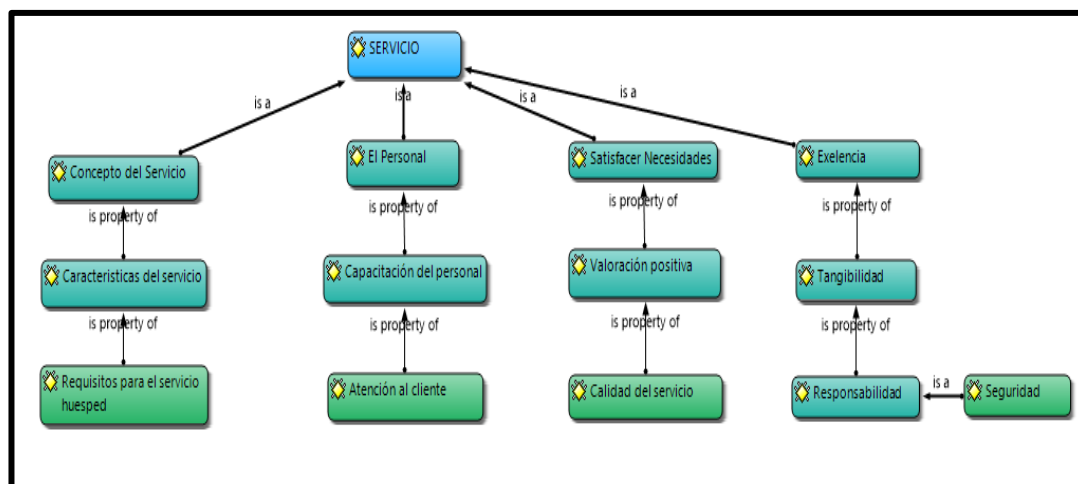 SERVICIO
is a
is a
is a
is a
Concepto del Servicio
El Personal
Satisfacer Necesidades
Exelencia
is property of
is property of
is property of
is property of
Caracteristicas del servicio
Capacitación del personal
Valoración positiva
Tangibilidad
is property of
is property of
is property of
is property of
Requisitos para el servicio
huesped
Atención al cliente
Calidad del servicio
Responsabilidad
is a
Seguridad